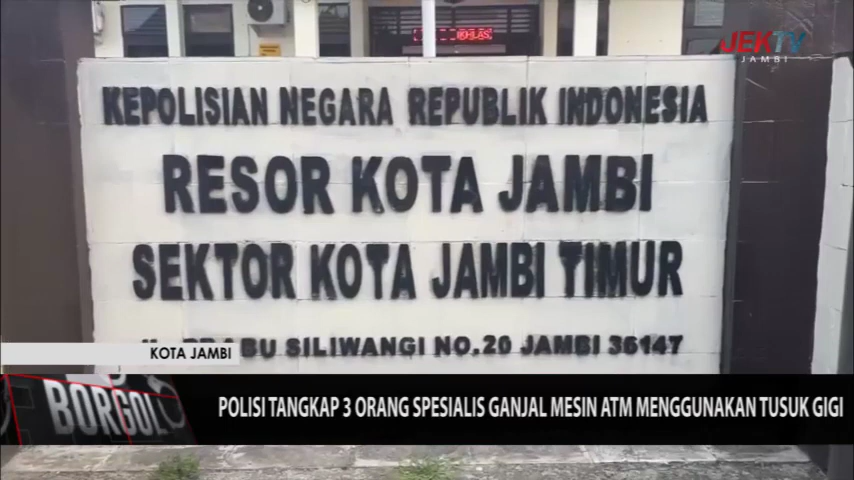 JEKTV
JAMBI
KEPOLISIAN NEGARA REPUBLIK INDONESIA
RESOR KOTA JAMBI
SEKTOR KOTA JAMBI TIMUR
SILIWANGI NO.20 JAMBI 36147
KOTA JAMBI
BORGOL
POLISI TANGKAP 3 ORANG SPESIALIS GANJAL MESIN ATM MENGGUNAKAN TUSUK GIGI